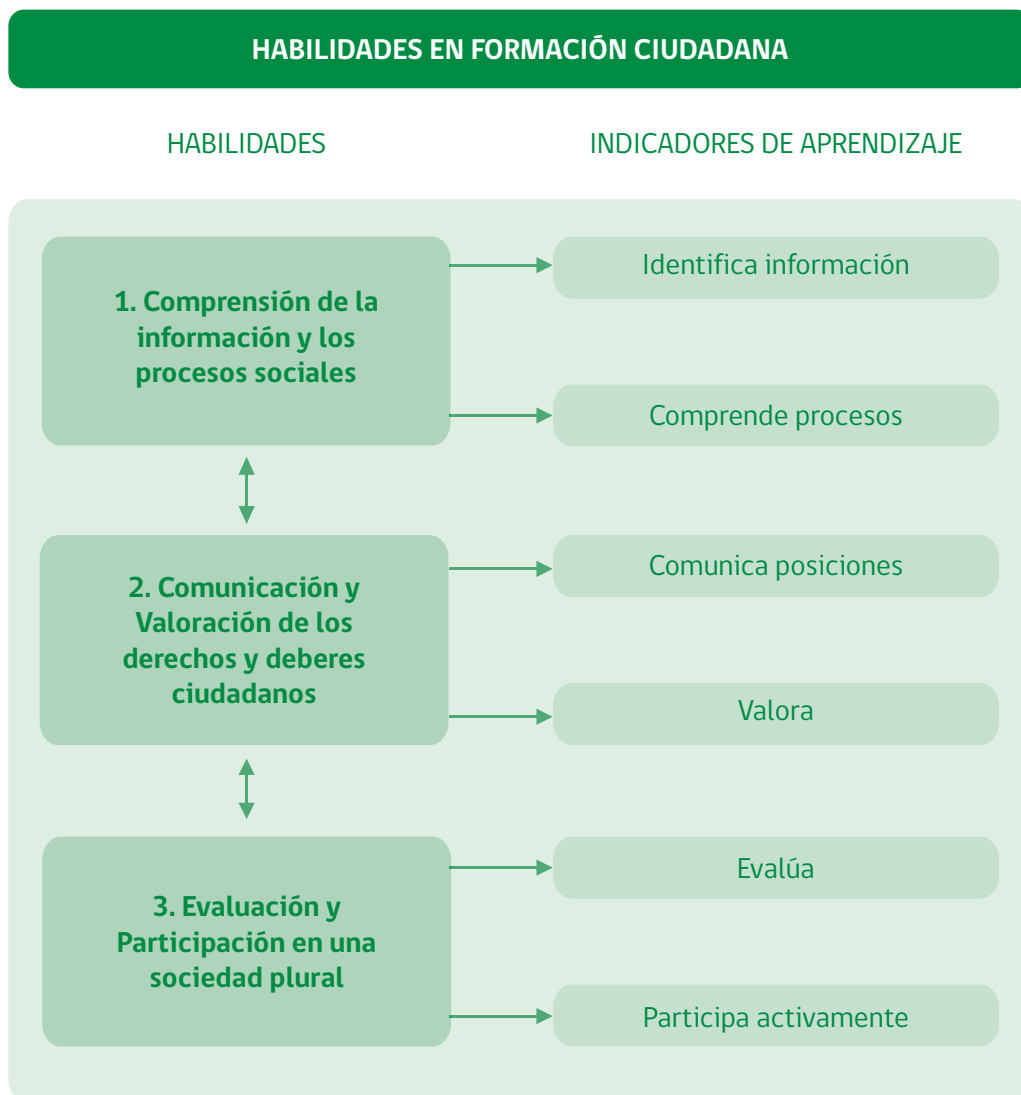 HABILIDADES EN FORMACIÓN CIUDADANA
HABILIDADES
INDICADORES DE APRENDIZAJE
1. Comprensión de la
información y los
procesos sociales
Identifica información
Comprende procesos
2. Comunicación y
Valoración de los
derechos y deberes
ciudadanos
Comunica posiciones
Valora
3. Evaluación y
Participación en una
sociedad plural
Evalúa
Participa activamente